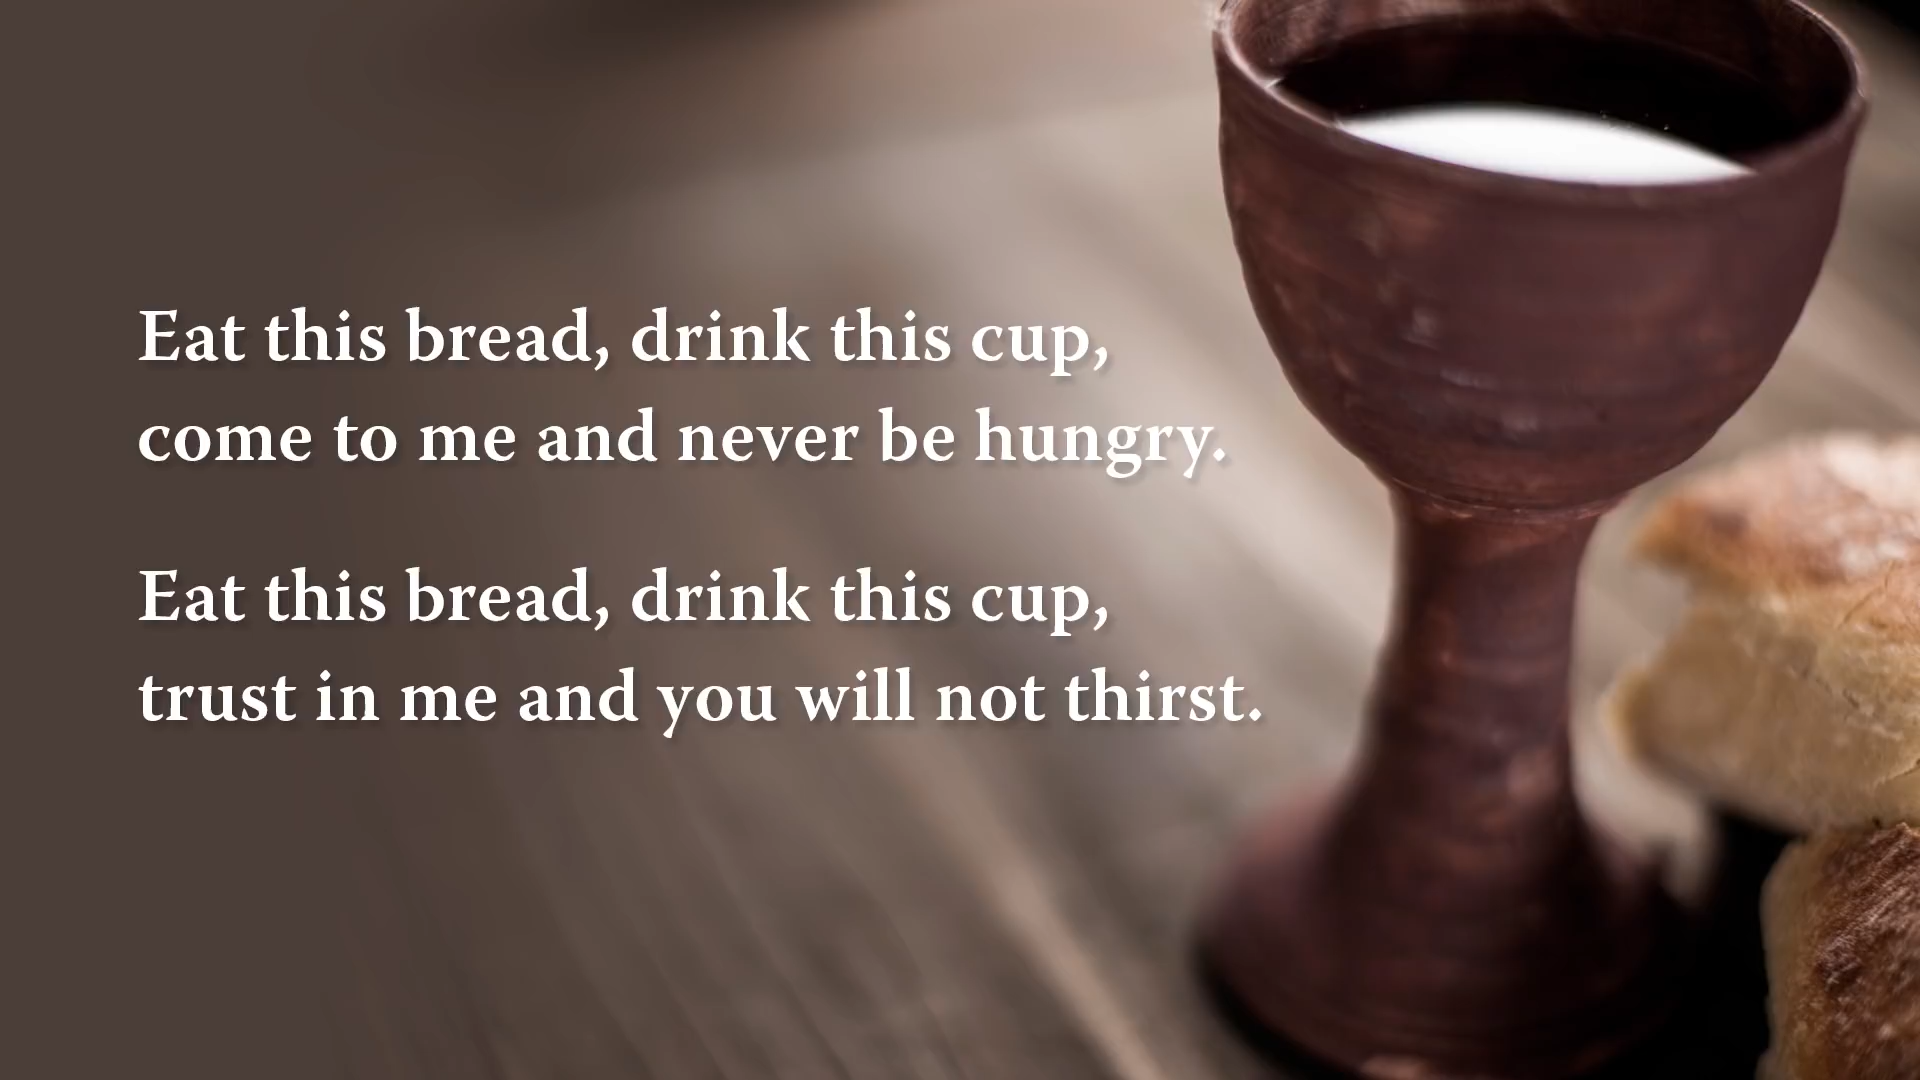 Eat this bread, drink this cup,
come to me and never be hungry.
Eat this bread, drink this cup,
trust in me and you will not thirst.